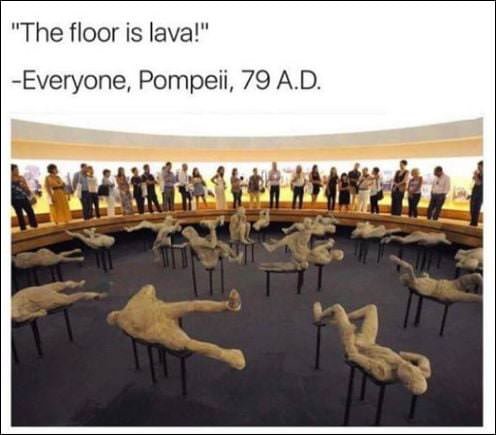 "The floor is lava!"
-Everyone, Pompeii, 79 A.D.